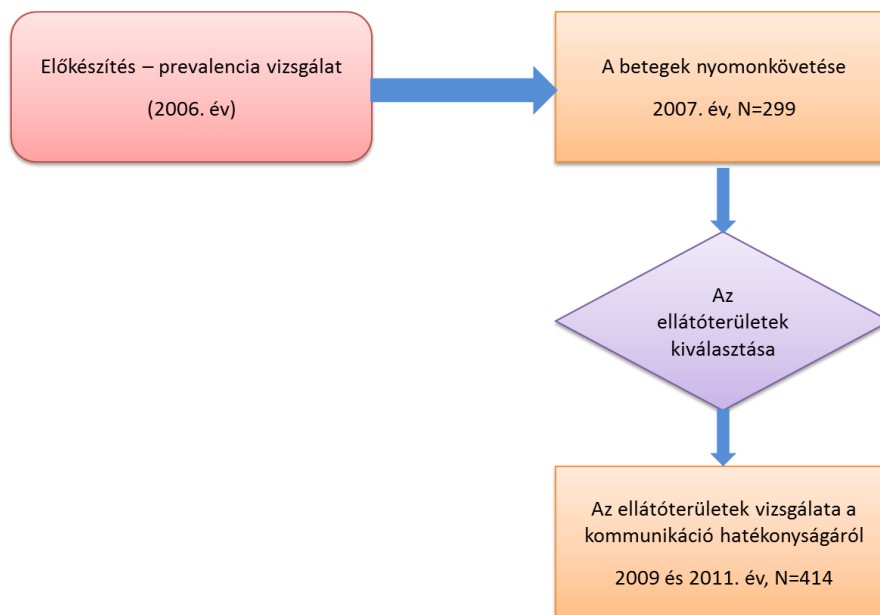 Előkészítés – prevalencia vizsgálat
(2006. év)
A betegek nyomonkövetése
2007. év, N=299
Az
ellátóterületek
kiválasztása
Az ellátóterületek vizsgálata a
kommunikáció hatékonyságáról
2009 és 2011. év, N=414